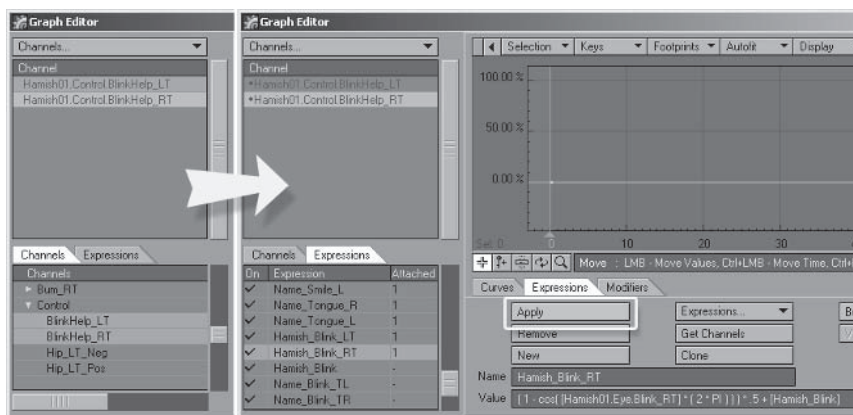 Graph Editor
Channels...
Channel
Hamish01.Control.BlinkHelp_LT
Hamish01.Control.BlinkHelp_RT
Channels Expressions
Channels
Bum_RT
Control
BlinkHelp_LT
BlinkHelp_RT
Hip_LT_Neg
Hip_LT_Pos
Graph Editor
Channels...
Channel
•Hamish01.Control.BlinkHelp_LT
•Hamish01.Control.BlinkHelp_RT
Channels Expressions
On Expression Attached
Name_Smile_L 1
Name_Tongue_R 1
Name_Tongue_L 1
Hamish_Blink_LT 1
Hamish_Blink_RT 1
Hamish_Blink -
Name_Blink_TL -
Name_Blink_TR -
Selection Keys Footprints Autofit Display
100.00 %
50.00 %
0.00 %
Sel: 0 0 10 20 30
Move : LMB - Move Values, Ctrl+LMB - Move Time, Ctrl+
Curves Expressions Modifiers
Apply Expressions... B
Remove Get Channels
New Clone
Name Hamish_Blink_RT
Value ( 1 - cos( [Hamish01.Eye.Blink_RT] * ( 2 * PI ) ) ) * .5 + [Hamish_Blink]